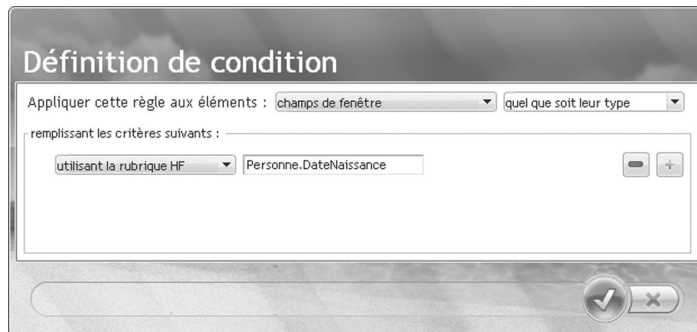 Définition de condition
Appliquer cette règle aux éléments : champs de fenêtre quel que soit leur type
remplissant les critères suivants :
utilisant la rubrique HF Personne.DateNaissance